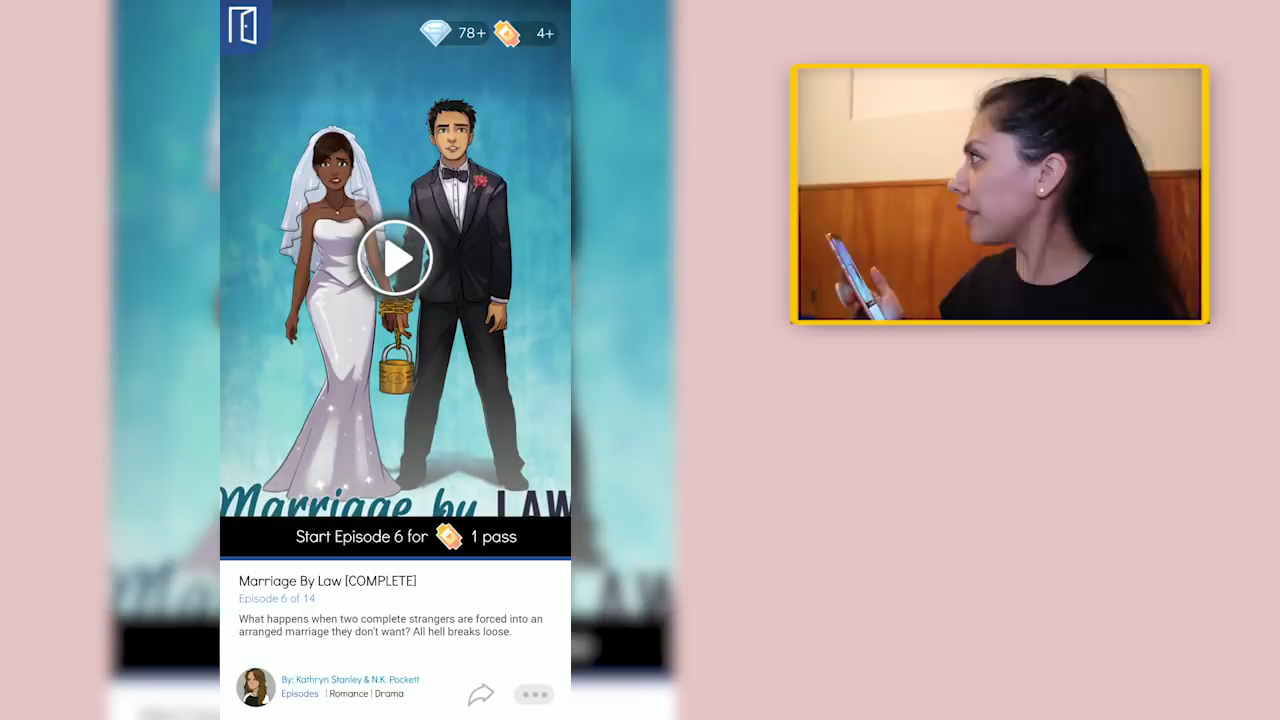 78+ 4+
Marriage by LAW
Start Episode 6 for 1 pass
Marriage By Law [COMPLETE]
Episode 6 of 14
What happens when two complete strangers are forced into an
arranged marriage they don't want? All hell breaks loose.
By: Kathryn Stanley & N.K. Pockett
Episodes | Romance | Drama